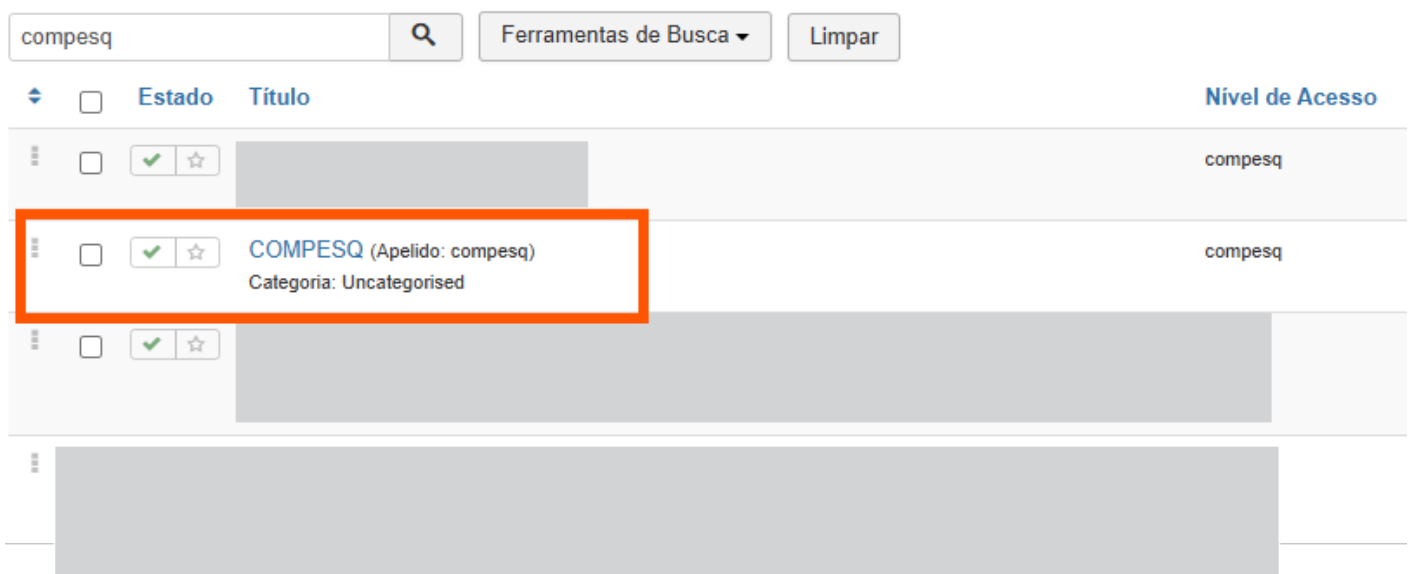 compesq Ferramentas de Busca Limpar
Estado Título Nível de Acesso
compesq
COMPESQ (Apelido: compesq) compesq
Categoria: Uncategorised